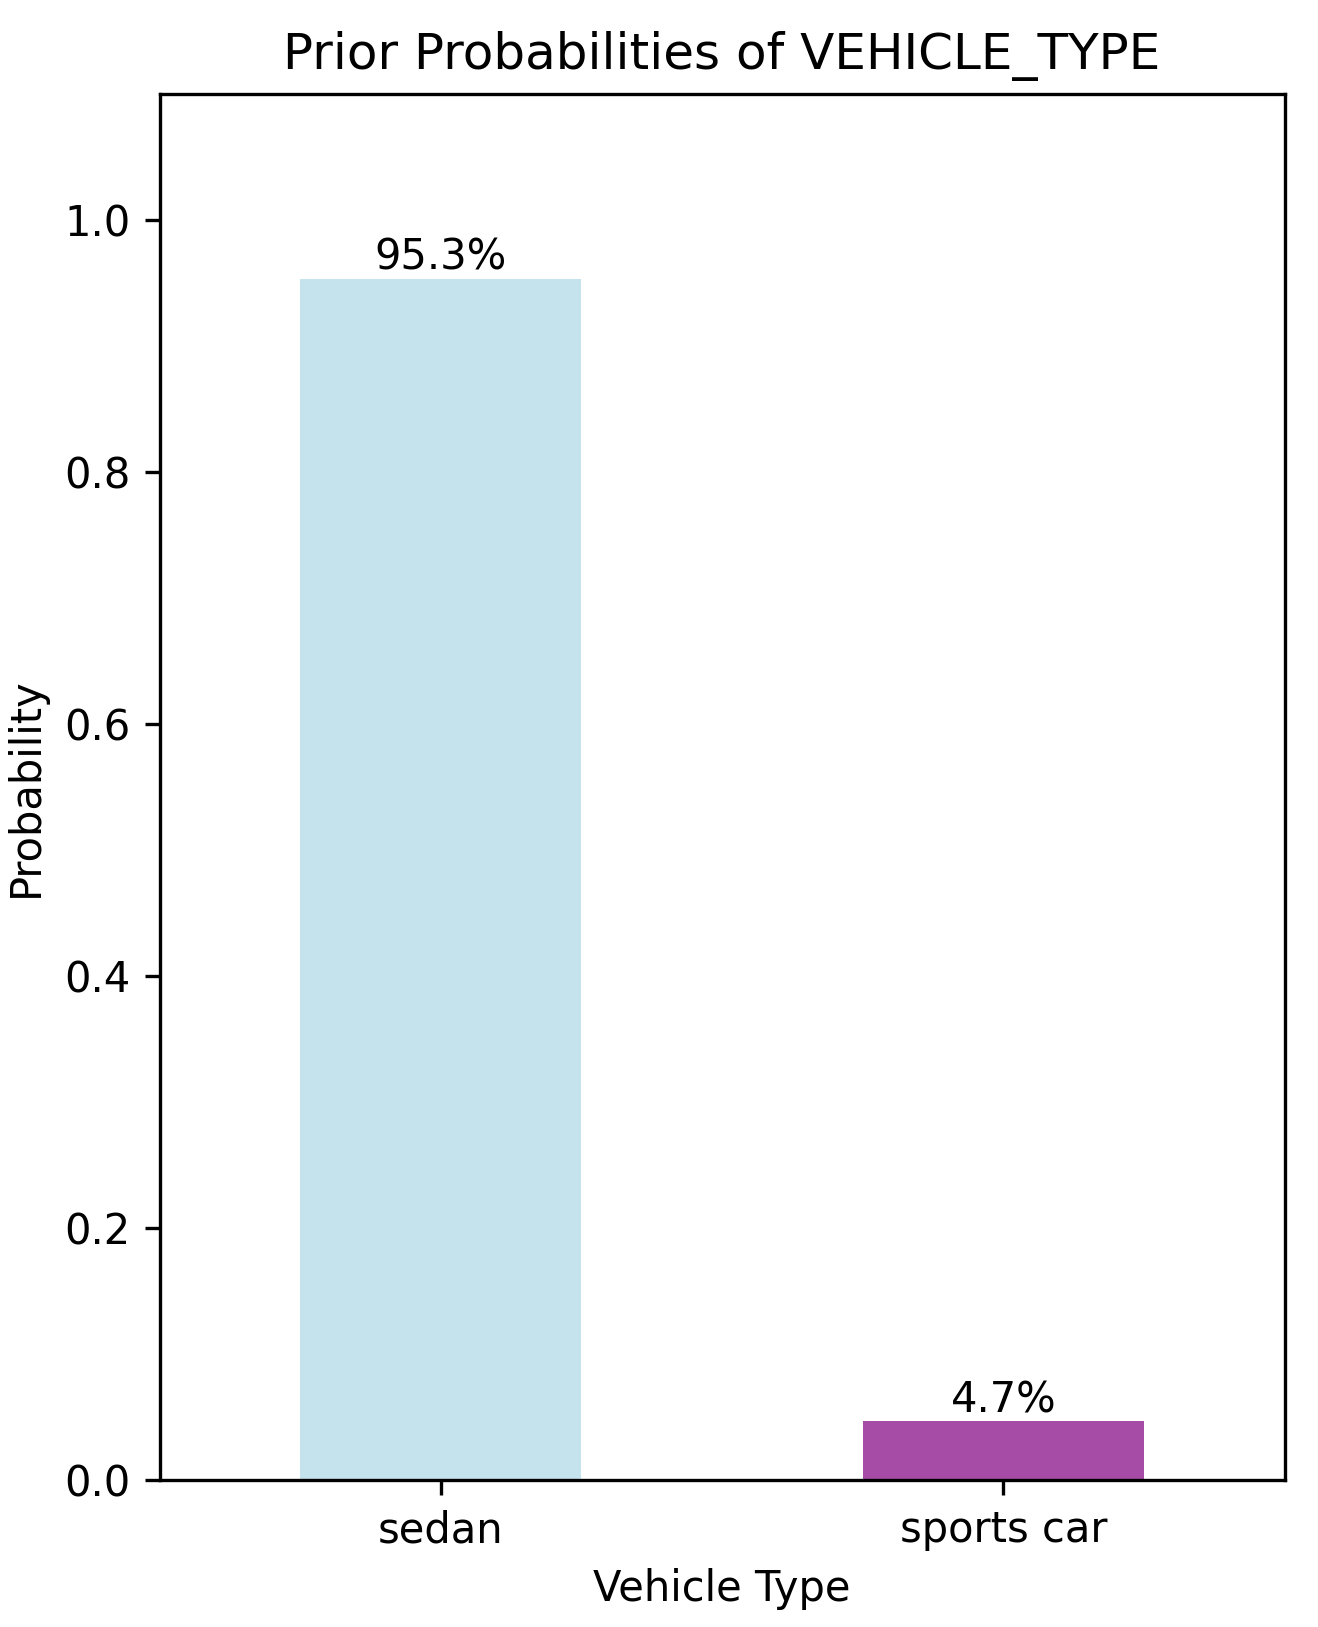 Prior Probabilities of VEHICLE_TYPE
1.0
95.3%
0.8
0.6
Probability
0.4
0.2
4.7%
0.0
sedan
sports car
Vehicle Type